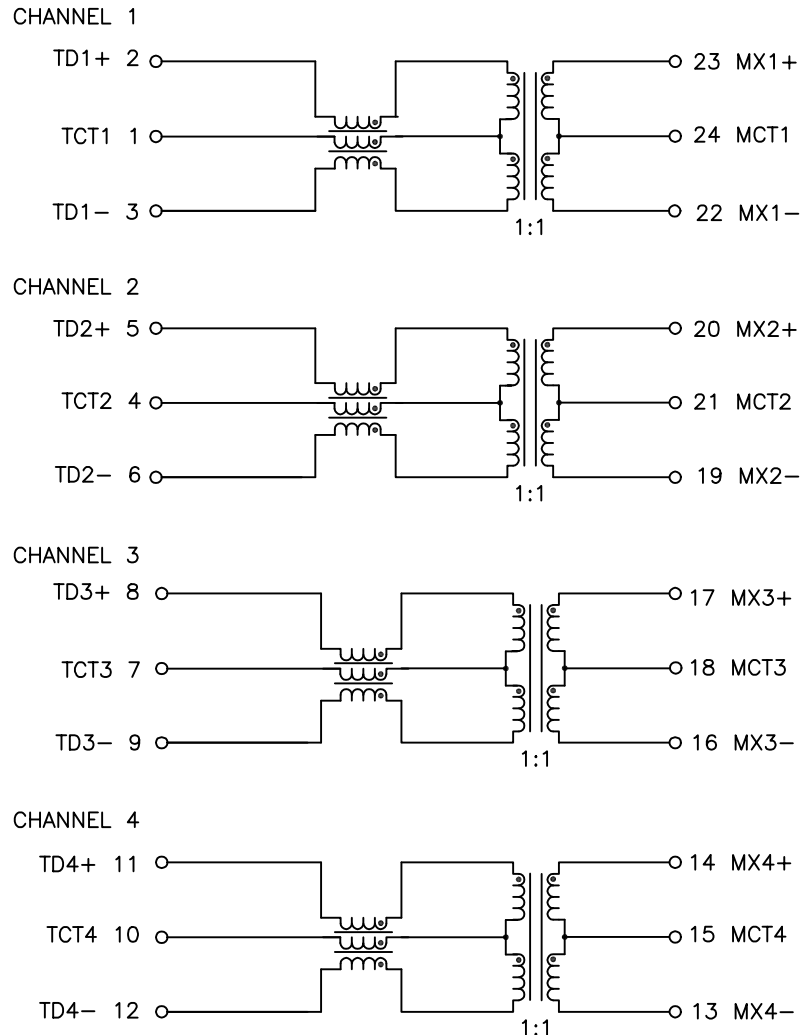 CHANNEL 1
TD1+ 2 23 MX1+
TCT1 1 24 MCT1
TD1− 3 22 MX1−
1:1
CHANNEL 2
TD2+ 5 20 MX2+
TCT2 4 21 MCT2
TD2− 6 19 MX2−
1:1
CHANNEL 3
TD3+ 8 17 MX3+
TCT3 7 18 MCT3
TD3− 9 16 MX3−
1:1
CHANNEL 4
TD4+ 11 14 MX4+
TCT4 10 15 MCT4
TD4− 12 13 MX4−
1:1